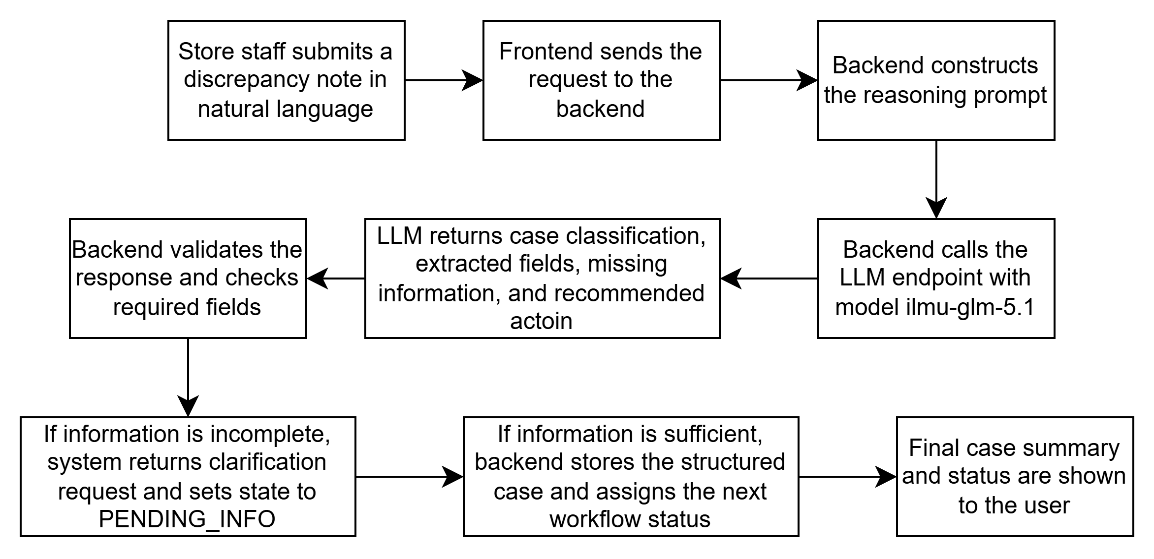 Store staff submits a
discrepancy note in
natural language
Frontend sends the
request to the
backend
Backend constructs
the reasoning prompt
Backend calls the
LLM endpoint with
model ilmu-glm-5.1
LLM returns case classification,
extracted fields, missing
information, and recommended
actoin
Backend validates the
response and checks
required fields
If information is incomplete,
system returns clarification
request and sets state to
PENDING_INFO
If information is sufficient,
backend stores the structured
case and assigns the next
workflow status
Final case summary
and status are shown
to the user